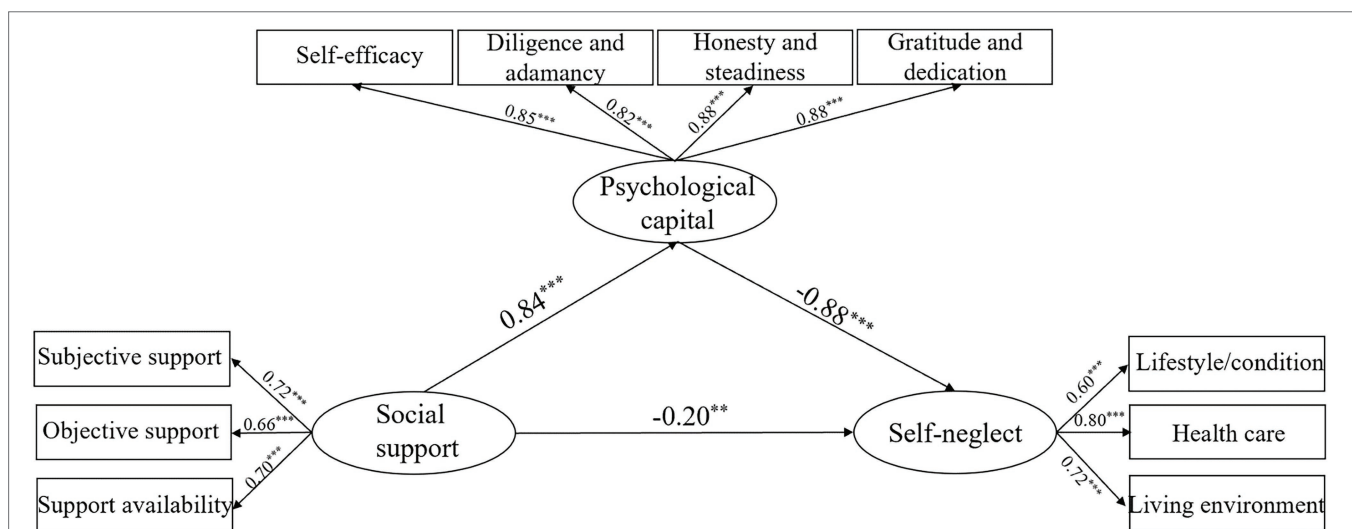 Self-efficacy
Diligence and
adamancy
Honesty and
steadiness
Gratitude and
dedication
0.85***
0.82***
0.88***
0.88***
Psychological
capital
0.84***
-0.88***
Subjective support
Objective support
Support availability
0.72***
0.66***
0.70***
Social
support
-0.20**
Self-neglect
0.60***
0.80***
0.72***
Lifestyle/condition
Health care
Living environment